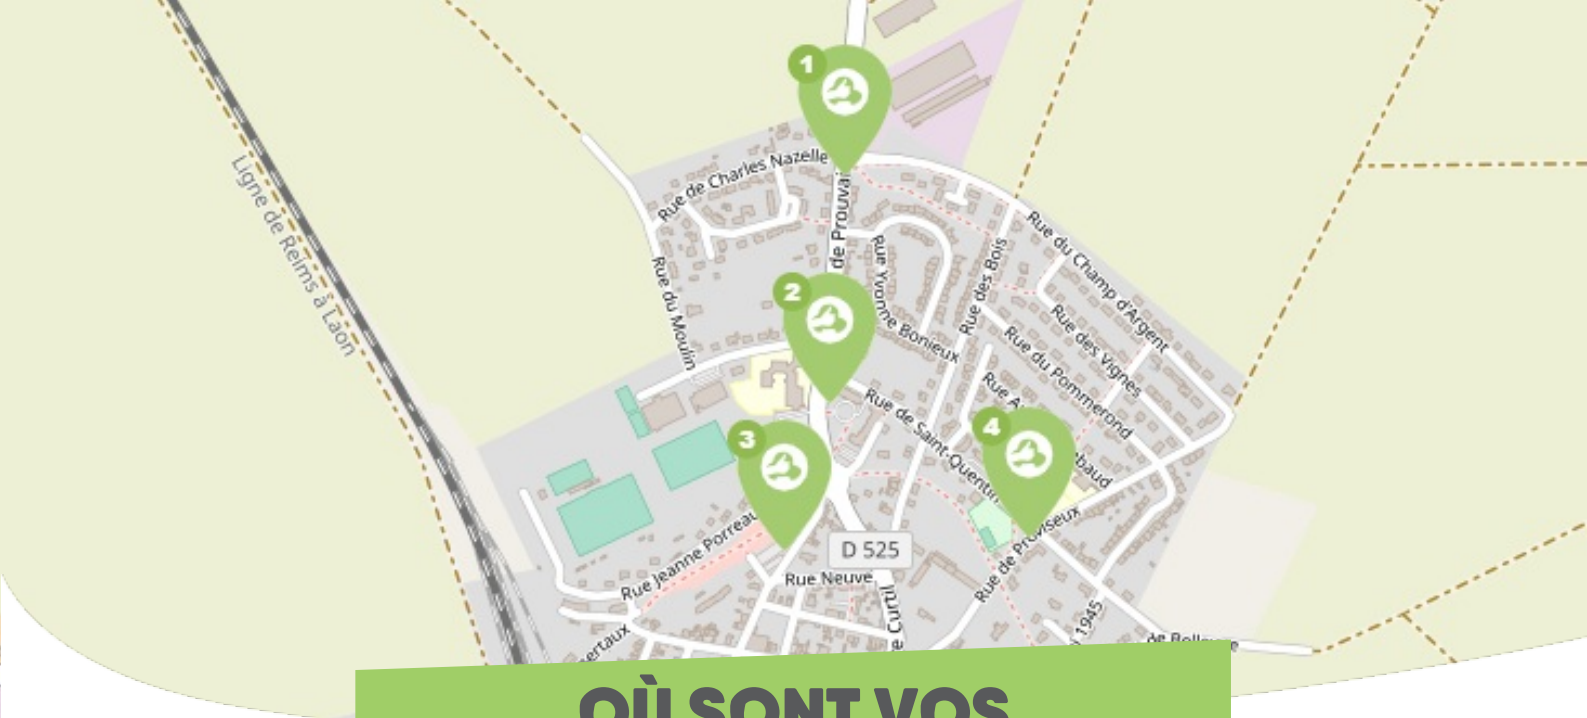 1
Rue de Charles Nazelle
Ligne de Reims à Laon
de Prouvai
Rue du Champ d'Argent
Rue Yvonne Bonieux
Rue des Bois
Rue du Moulin
2
Rue des Vignes
Rue du Pommerond
Rue de Saint-Quentin
Rue
4
3
Rue Jeanne Porreau
D 525
Rue de Proviseux
Rue Neuve
1945
OÙ SONT VOS